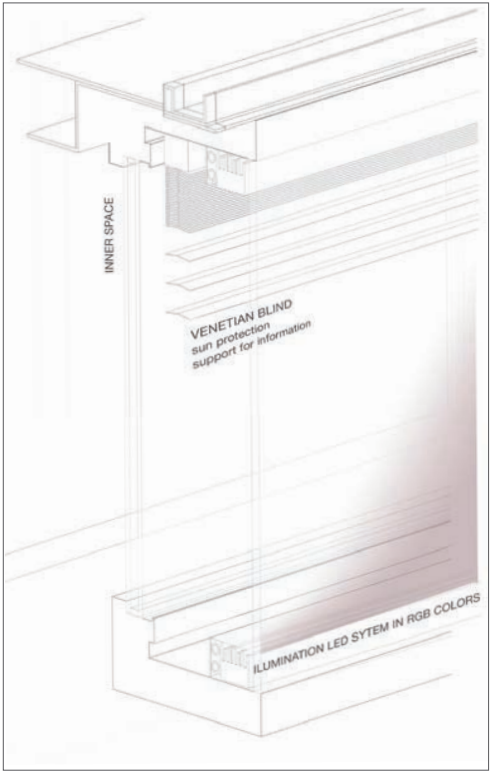 INNER SPACE
VENETIAN BLIND
sun protection
support for information
ILUMINATION LED SYTEM IN RGB COLORS